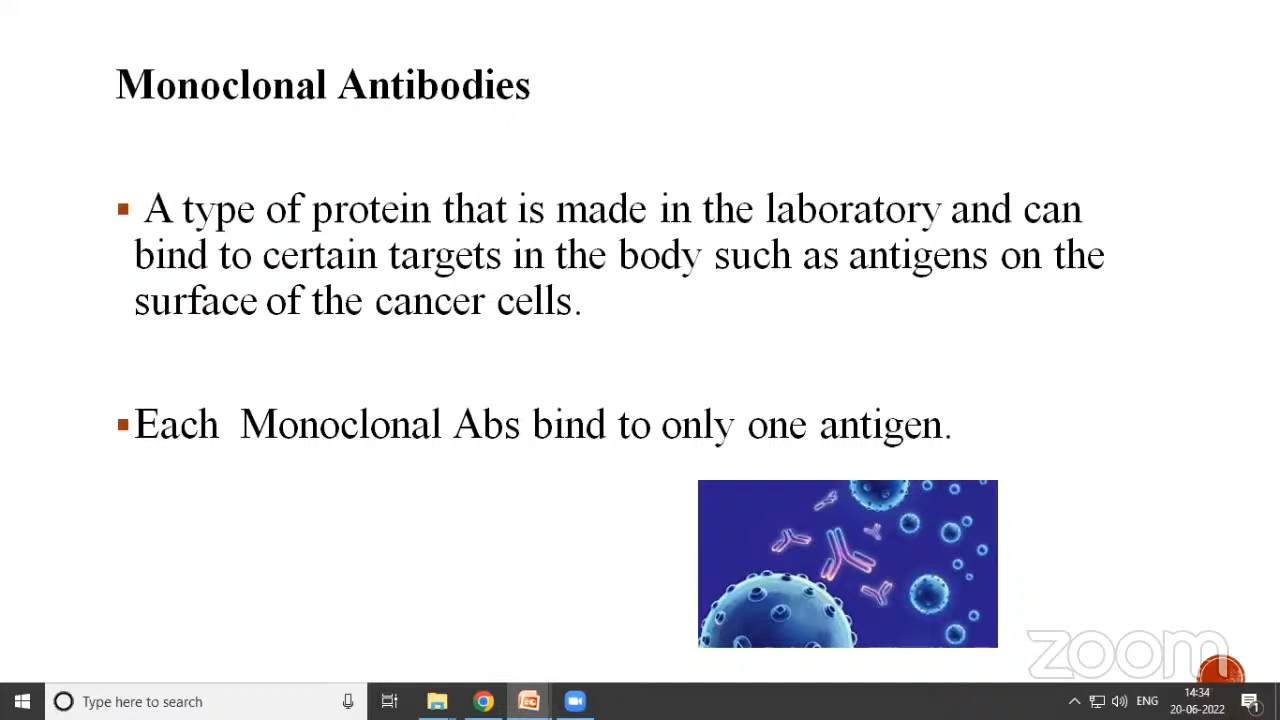 Monoclonal Antibodies
▪ A type of protein that is made in the laboratory and can
bind to certain targets in the body such as antigens on the
surface of the cancer cells.
▪Each  Monoclonal Abs bind to only one antigen.
zoom
Type here to search
ENG
14:34
20-06-2022
1